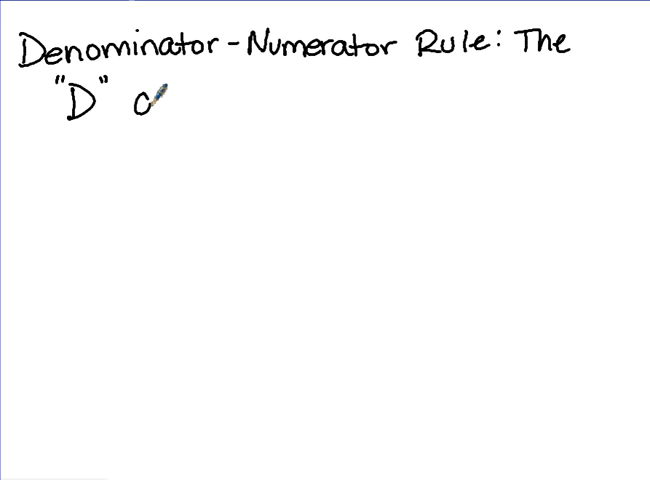 Denominator - Numerator Rule: The
"D" c